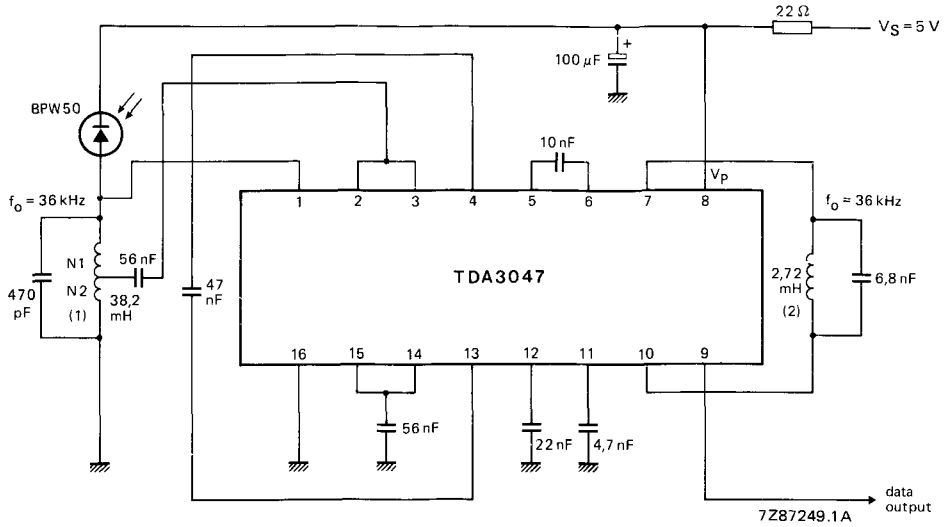 22 Ω
V_S = 5 V
+
100 μF
BPW50
10 nF
1 2 3 4 5 6 7 8
V_P
f_o = 36 kHz
f_o = 36 kHz
N1
56 nF
TDA3047
47 nF
2,72 mH
(2)
6,8 nF
470 pF
N2
(1)
38,2 mH
16 15 14 13 12 11 10 9
56 nF
22 nF
4,7 nF
data output
7Z87249.1A